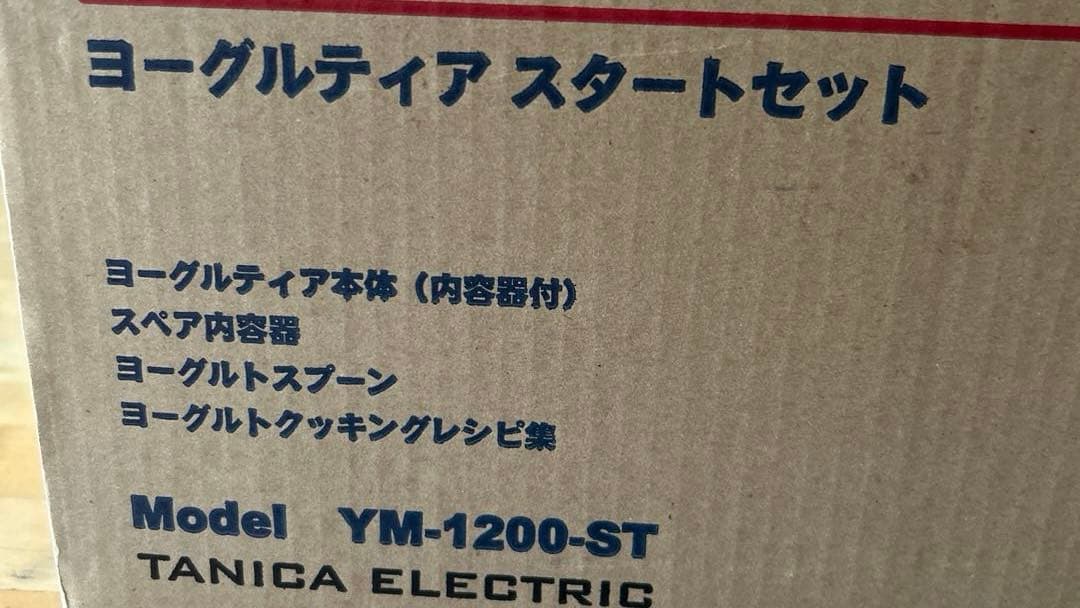 ヨーグルティア スタートセット
ヨーグルティア本体（内容器付）
スペア内容器
ヨーグルトスプーン
ヨーグルトクッキングレシピ集
Model YM-1200-ST
TANICA ELECTRIC